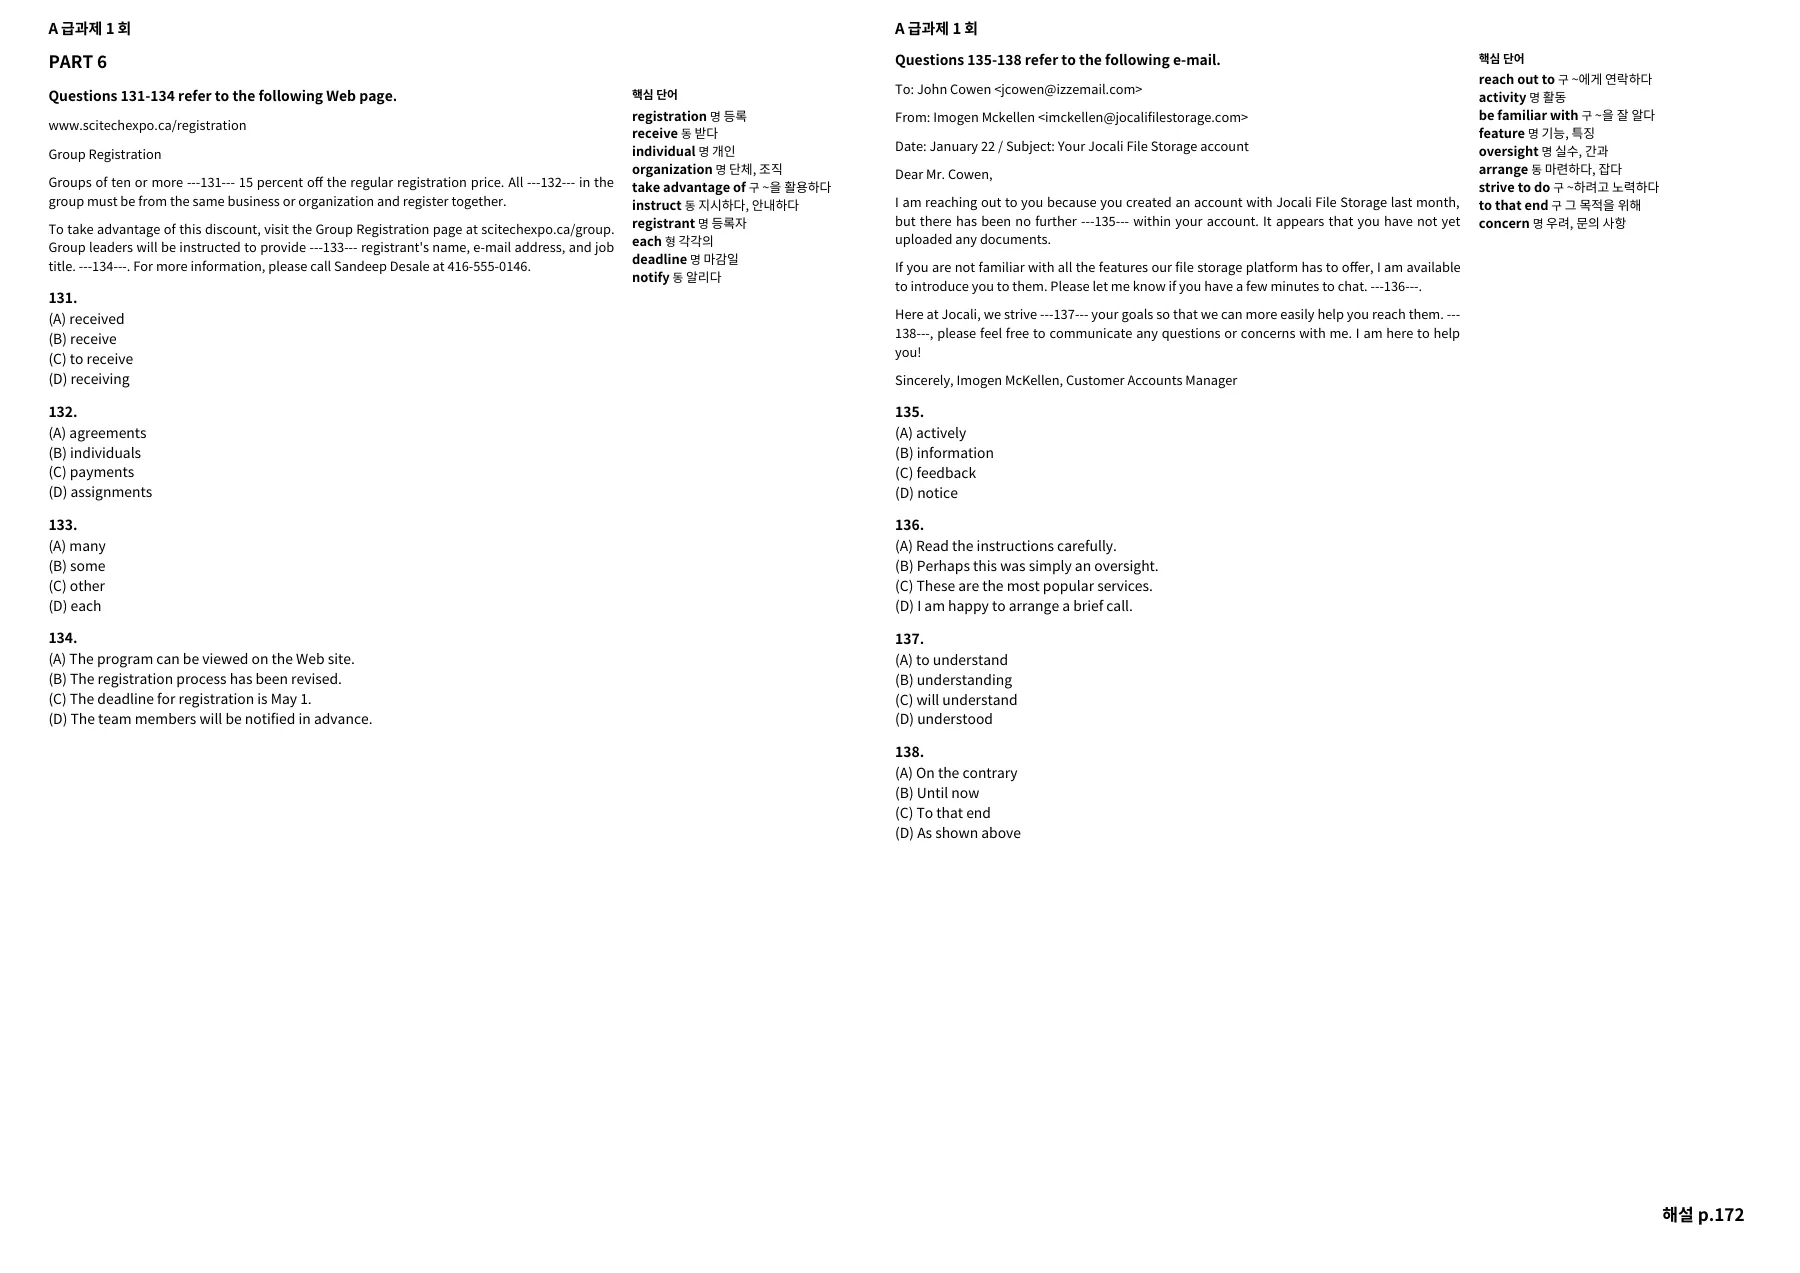 A 급과제 1 회
PART 6
Questions 131-134 refer to the following Web page.
www.scitechexpo.ca/registration
Group Registration
Groups of ten or more ---131--- 15 percent off the regular registration price. All ---132--- in the
group must be from the same business or organization and register together.
To take advantage of this discount, visit the Group Registration page at scitechexpo.ca/group.
Group leaders will be instructed to provide ---133--- registrant's name, e-mail address, and job
title. ---134---. For more information, please call Sandeep Desale at 416-555-0146.
핵심 단어
registration 명 등록
receive 동 받다
individual 명 개인
organization 명 단체, 조직
take advantage of 구 ~을 활용하다
instruct 동 지시하다, 안내하다
registrant 명 등록자
each 형 각각의
deadline 명 마감일
notify 동 알리다
131.
(A) received
(B) receive
(C) to receive
(D) receiving
132.
(A) agreements
(B) individuals
(C) payments
(D) assignments
133.
(A) many
(B) some
(C) other
(D) each
134.
(A) The program can be viewed on the Web site.
(B) The registration process has been revised.
(C) The deadline for registration is May 1.
(D) The team members will be notified in advance.
A 급과제 1 회
Questions 135-138 refer to the following e-mail.
To: John Cowen <jcowen@izzemail.com>
From: Imogen Mckellen <imckellen@jocalifilestorage.com>
Date: January 22 / Subject: Your Jocali File Storage account
Dear Mr. Cowen,
I am reaching out to you because you created an account with Jocali File Storage last month,
but there has been no further ---135--- within your account. It appears that you have not yet
uploaded any documents.
If you are not familiar with all the features our file storage platform has to offer, I am available
to introduce you to them. Please let me know if you have a few minutes to chat. ---136---.
Here at Jocali, we strive ---137--- your goals so that we can more easily help you reach them. ---
138---, please feel free to communicate any questions or concerns with me. I am here to help
you!
Sincerely, Imogen McKellen, Customer Accounts Manager
핵심 단어
reach out to 구 ~에게 연락하다
activity 명 활동
be familiar with 구 ~을 잘 알다
feature 명 기능, 특징
oversight 명 실수, 간과
arrange 동 마련하다, 잡다
strive to do 구 ~하려고 노력하다
to that end 구 그 목적을 위해
concern 명 우려, 문의 사항
135.
(A) actively
(B) information
(C) feedback
(D) notice
136.
(A) Read the instructions carefully.
(B) Perhaps this was simply an oversight.
(C) These are the most popular services.
(D) I am happy to arrange a brief call.
137.
(A) to understand
(B) understanding
(C) will understand
(D) understood
138.
(A) On the contrary
(B) Until now
(C) To that end
(D) As shown above
해설 p.172